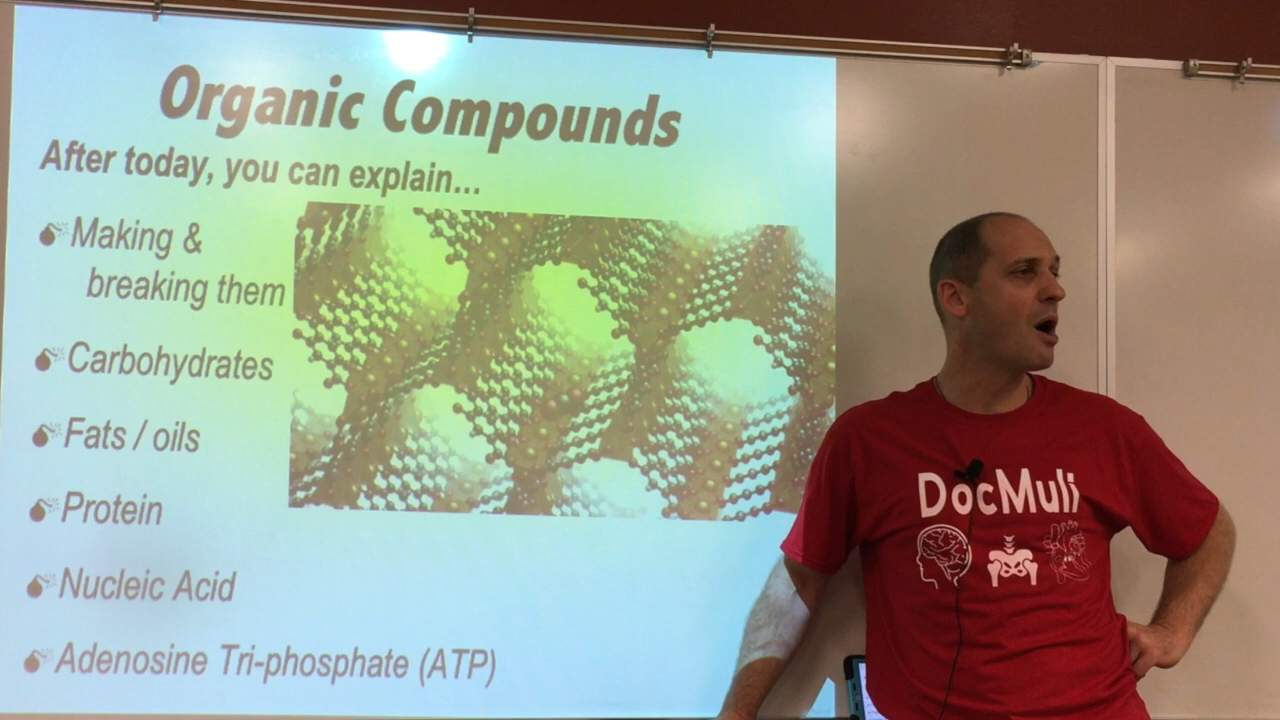 Organic Compounds
After today, you can explain...
Making &
breaking them
Carbohydrates
Fats / oils
Protein
Nucleic Acid
Adenosine Tri-phosphate (ATP)
DocMuli